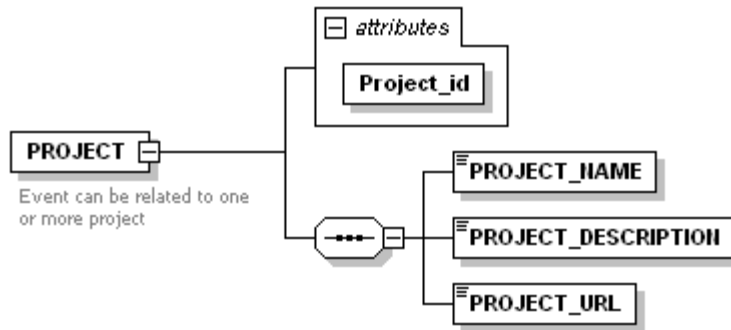 attributes
Project_id
PROJECT
Event can be related to one
or more project
PROJECT_NAME
PROJECT_DESCRIPTION
PROJECT_URL